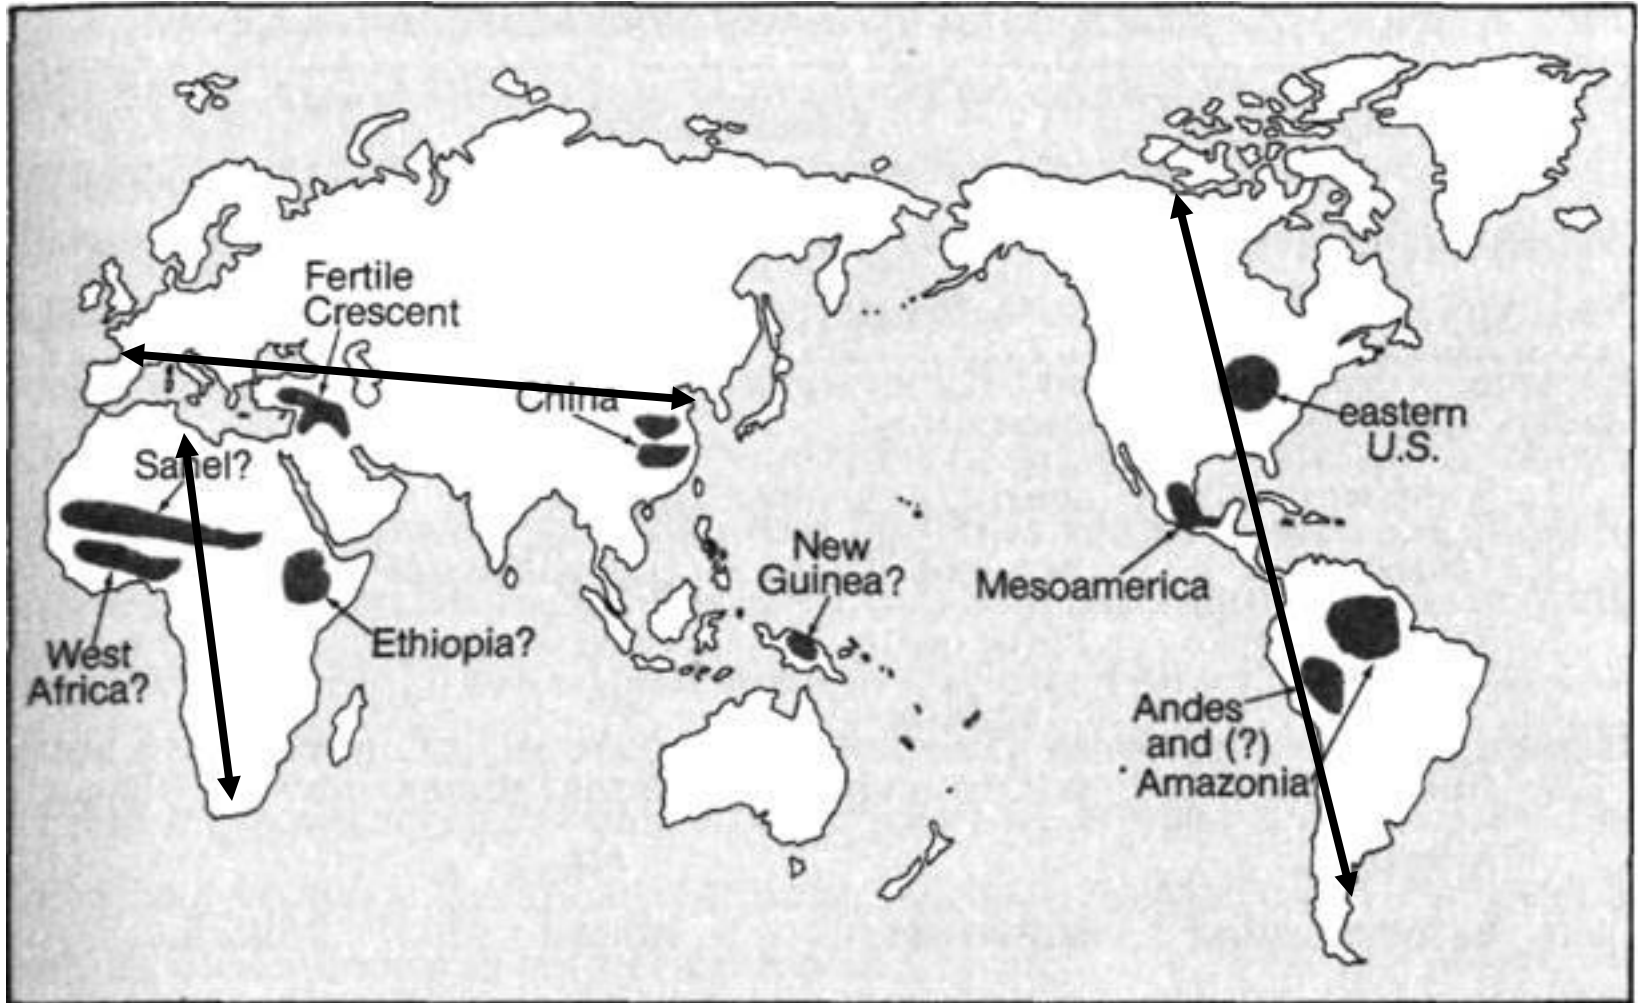 Fertile
Crescent
China
Sahel?
West
Africa?
Ethiopia?
New
Guinea?
Mesoamerica
eastern
U.S.
Andes
and (?)
Amazonia